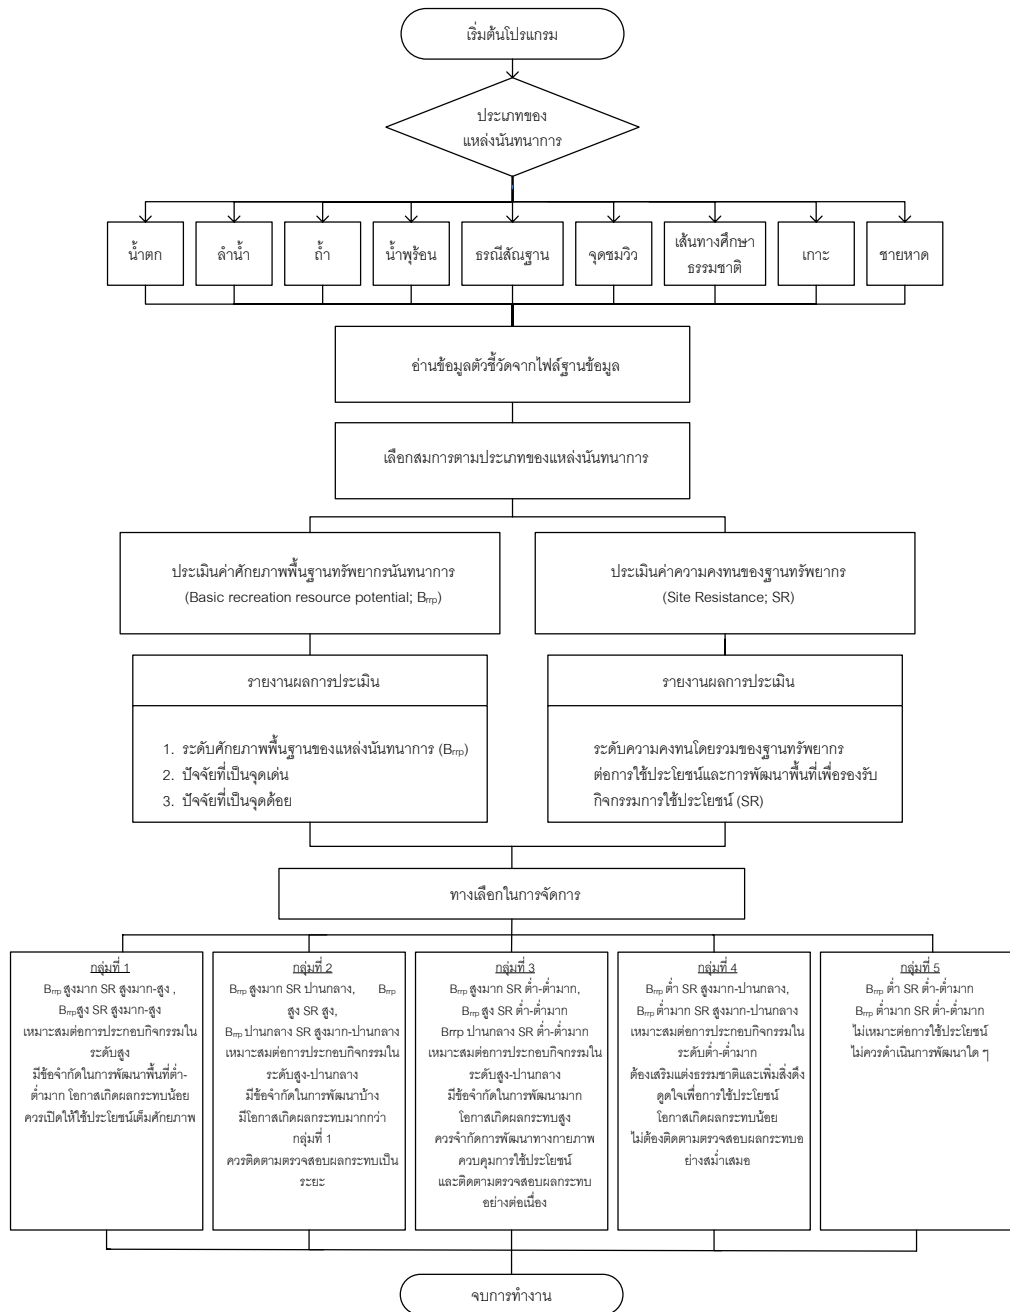 เริ่มต้นโปรแกรม
ประเภทของ
แหล่งนันทนาการ
น้ำตก
ลำน้ำ
ถ้ำ
น้ำพุร้อน
ธรณีสัณฐาน
จุดชมวิว
เส้นทางศึกษา
ธรรมชาติ
เกาะ
ชายหาด
อ่านข้อมูลตัวชี้วัดจากไฟล์ฐานข้อมูล
เลือกสมการตามประเภทของแหล่งนันทนาการ
ประเมินค่าศักยภาพพื้นฐานทรัพยากรนันทนาการ
(Basic recreation resource potential; Brrp)
ประเมินค่าความคงทนของฐานทรัพยากร
(Site Resistance; SR)
รายงานผลการประเมิน
1. ระดับศักยภาพพื้นฐานของแหล่งนันทนาการ (Brrp)
2. ปัจจัยที่เป็นจุดเด่น
3. ปัจจัยที่เป็นจุดด้อย
รายงานผลการประเมิน
ระดับความคงทนโดยรวมของฐานทรัพยากร
ต่อการใช้ประโยชน์และการพัฒนาพื้นที่เพื่อรองรับ
กิจกรรมการใช้ประโยชน์ (SR)
ทางเลือกในการจัดการ
กลุ่มที่ 1
Brrp สูงมาก SR สูงมาก-สูง ,
Brrp สูง SR สูงมาก-สูง
เหมาะสมต่อการประกอบกิจกรรมใน
ระดับสูง
มีข้อจำกัดในการพัฒนาพื้นที่ต่ำ-
ต่ำมาก โอกาสเกิดผลกระทบน้อย
ควรเปิดให้ใช้ประโยชน์เต็มศักยภาพ
กลุ่มที่ 2
Brrp สูงมาก SR ปานกลาง, Brrp
สูง SR สูง,
Brrp ปานกลาง SR สูงมาก-ปานกลาง
เหมาะสมต่อการประกอบกิจกรรมใน
ระดับสูง-ปานกลาง
มีข้อจำกัดในการพัฒนาบ้าง
มีโอกาสเกิดผลกระทบมากกว่า
กลุ่มที่ 1
ควรติดตามตรวจสอบผลกระทบเป็น
ระยะ
กลุ่มที่ 3
Brrp สูงมาก SR ต่ำ-ต่ำมาก,
Brrp สูง SR ต่ำ-ต่ำมาก
Brrp ปานกลาง SR ต่ำ-ต่ำมาก
เหมาะสมต่อการประกอบกิจกรรมใน
ระดับสูง-ปานกลาง
มีข้อจำกัดในการพัฒนามาก
โอกาสเกิดผลกระทบสูง
ควรจำกัดการพัฒนาทางกายภาพ
ควบคุมการใช้ประโยชน์
และติดตามตรวจสอบผลกระทบ
อย่างต่อเนื่อง
กลุ่มที่ 4
Brrp ต่ำ SR สูงมาก-ปานกลาง,
Brrp ต่ำมาก SR สูงมาก-ปานกลาง
เหมาะสมต่อการประกอบกิจกรรมใน
ระดับต่ำ-ต่ำมาก
ต้องเสริมแต่งธรรมชาติและเพิ่มสิ่งดึง
ดูดใจเพื่อการใช้ประโยชน์
โอกาสเกิดผลกระทบน้อย
ไม่ต้องติดตามตรวจสอบผลกระทบอ
ย่างสม่ำเสมอ
กลุ่มที่ 5
Brrp ต่ำ SR ต่ำ-ต่ำมาก
Brrp ต่ำมาก SR ต่ำ-ต่ำมาก
ไม่เหมาะต่อการใช้ประโยชน์
ไม่ควรดำเนินการพัฒนาใด ๆ
จบการทำงาน